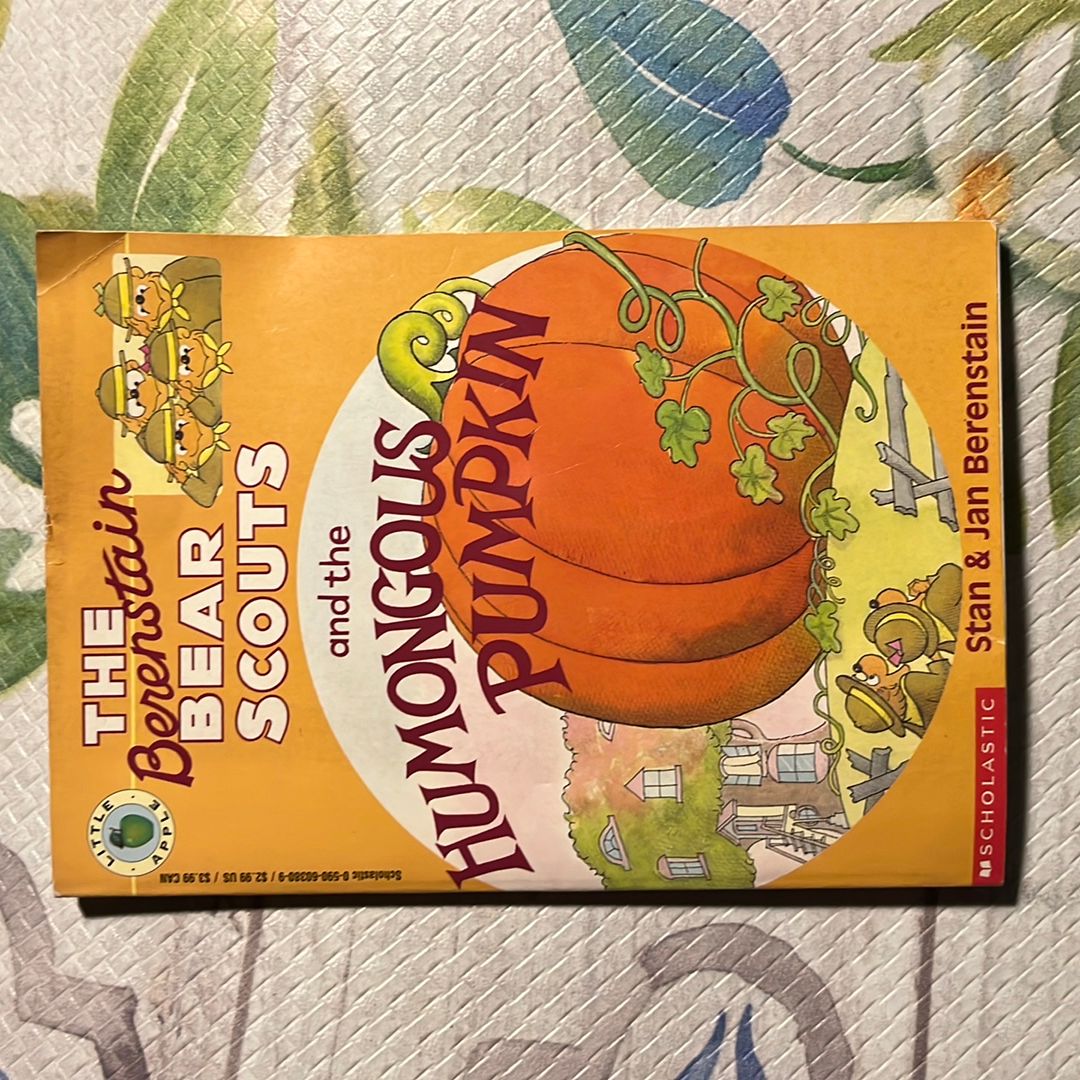 THE
Berenstain
BEAR
SCOUTS
and the
HUMONGOUS
PUMPKIN
Stan & Jan Berenstain
SCHOLASTIC
LITTLE APPLE
Scholastic 0-590-60380-9 / $2.99 US / $3.99 CAN